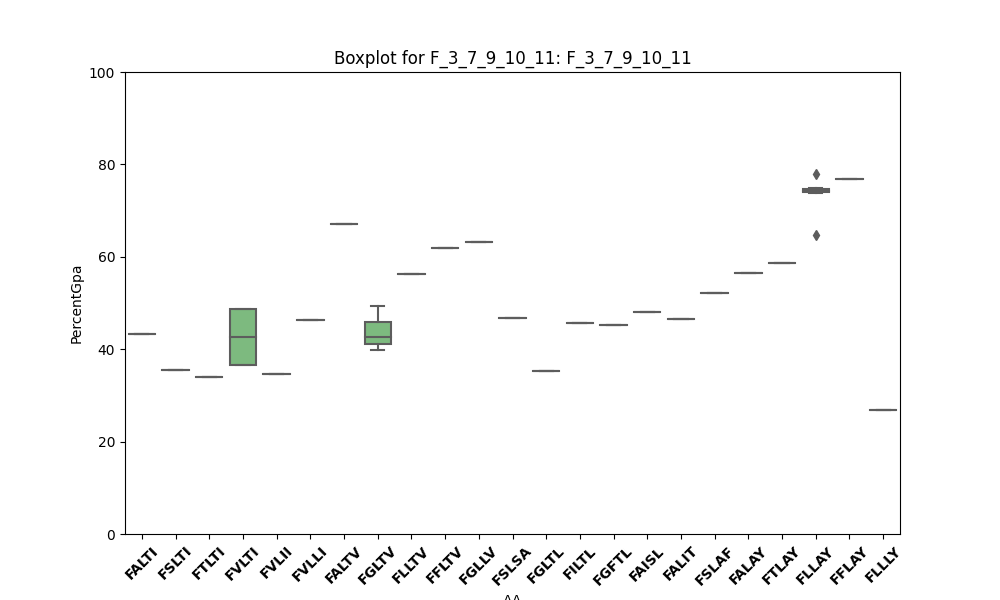 Boxplot for F_3_7_9_10_11: F_3_7_9_10_11
PercentGpa
100
80
60
40
20
0
FALTI
FSLTI
FTLTI
FVLTI
FVLII
FVLLI
FALTV
FGLTV
FLLTV
FFLTV
FGLLV
FSLSA
FGLTL
FILTL
FGFTL
FAISL
FALIT
FSLAF
FALAY
FTLAY
FLLAY
FFLAY
FLLLY
AA